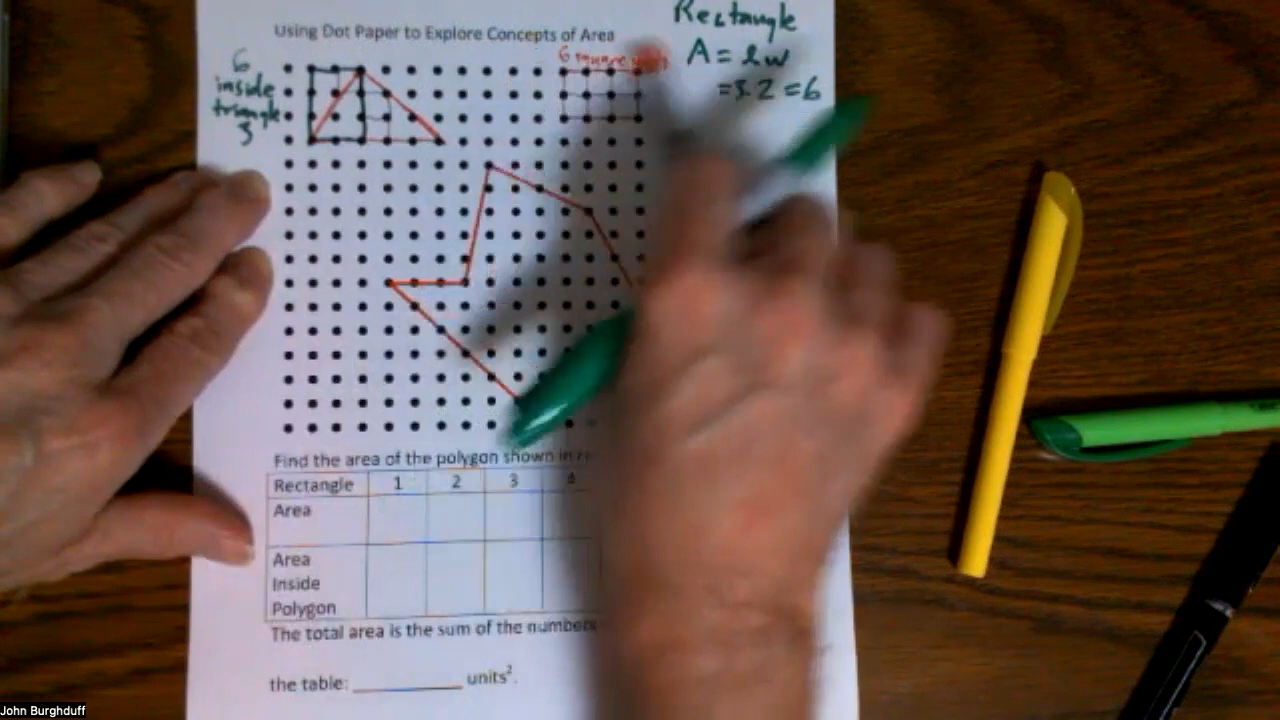 Using Dot Paper to Explore Concepts of Area
Rectangle
A = lw
= 3.2 = 6
6 square
6
inside
triangle
3
Find the area of the polygon shown in
Rectangle 1 2 3 4
Area
Area
Inside
Polygon
The total area is the sum of the numbers
the table: __________ units².
John Burghduff